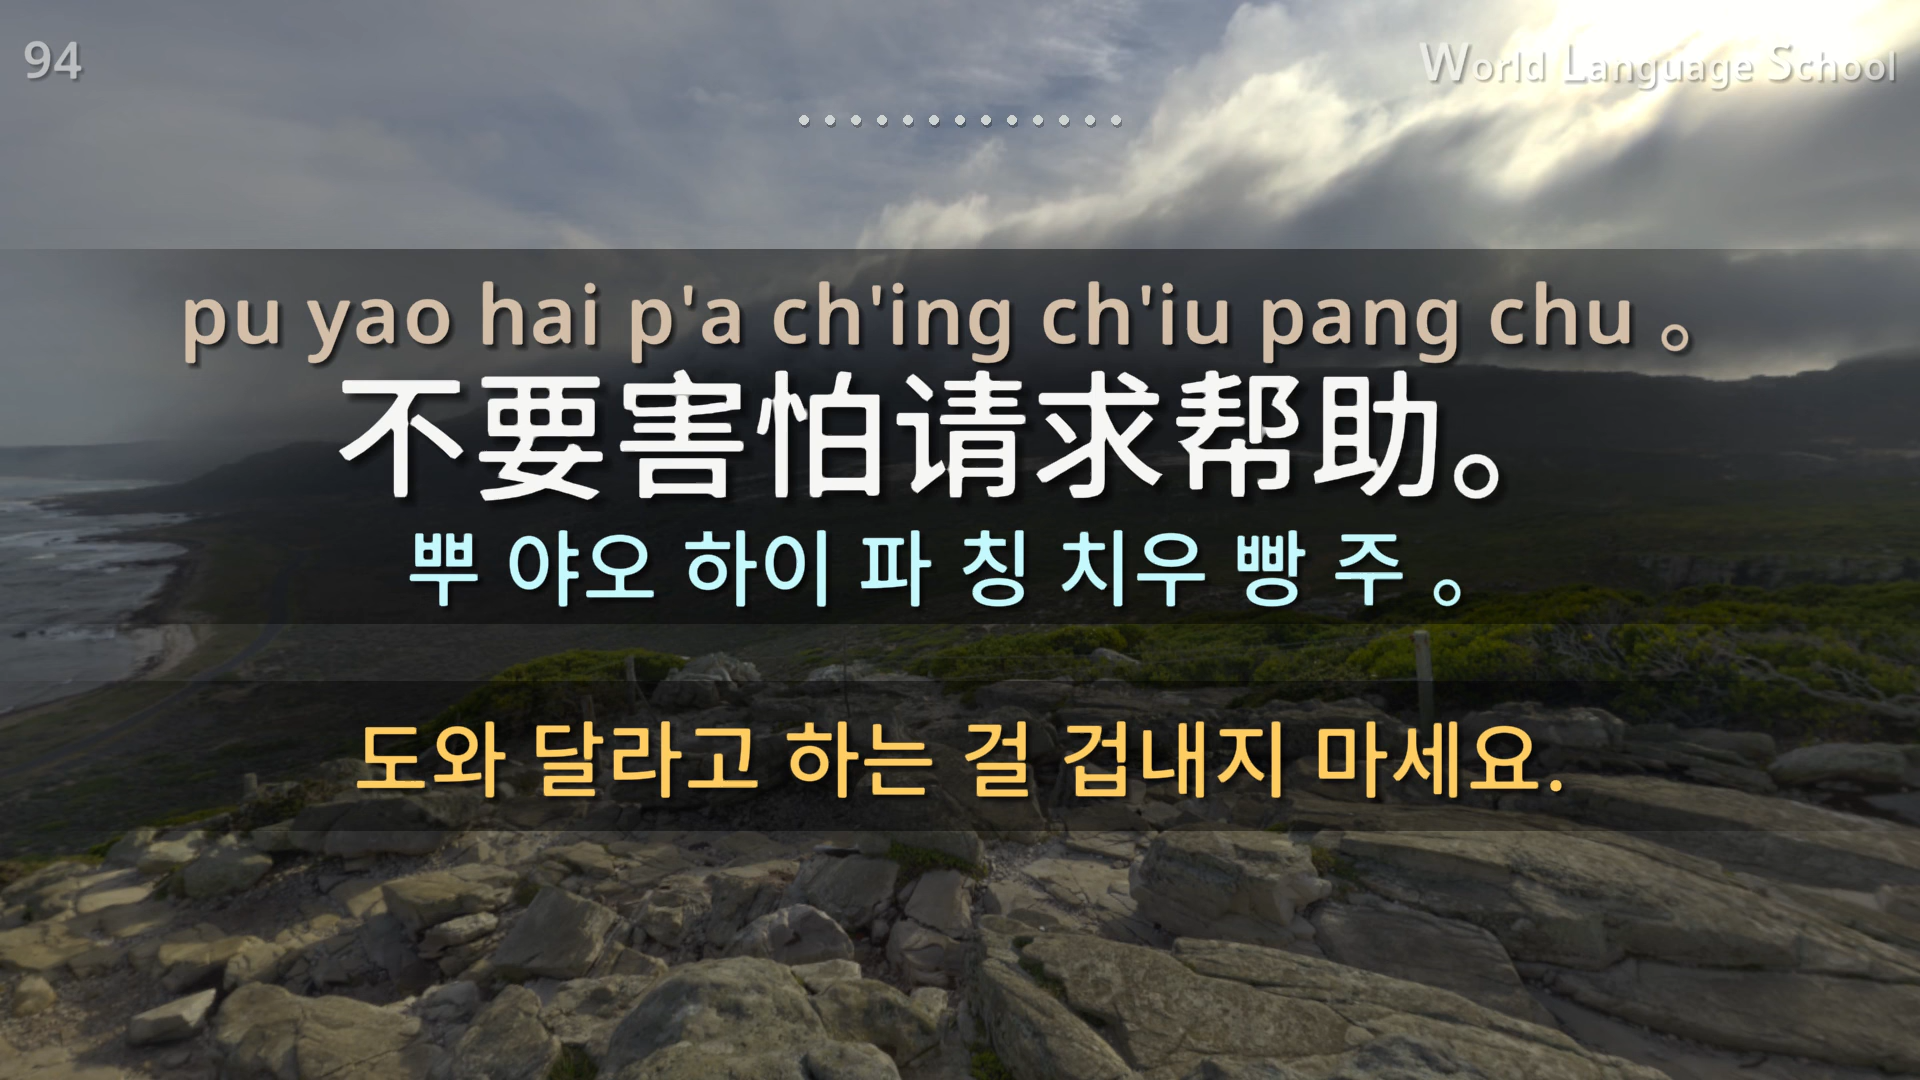 94
World Language School
pu yao hai p'a ch'ing ch'iu pang chu 。
不要害怕请求帮助。
뿌 야오 하이 파 칭 치우 빵 주 。
도와 달라고 하는 걸 겁내지 마세요.